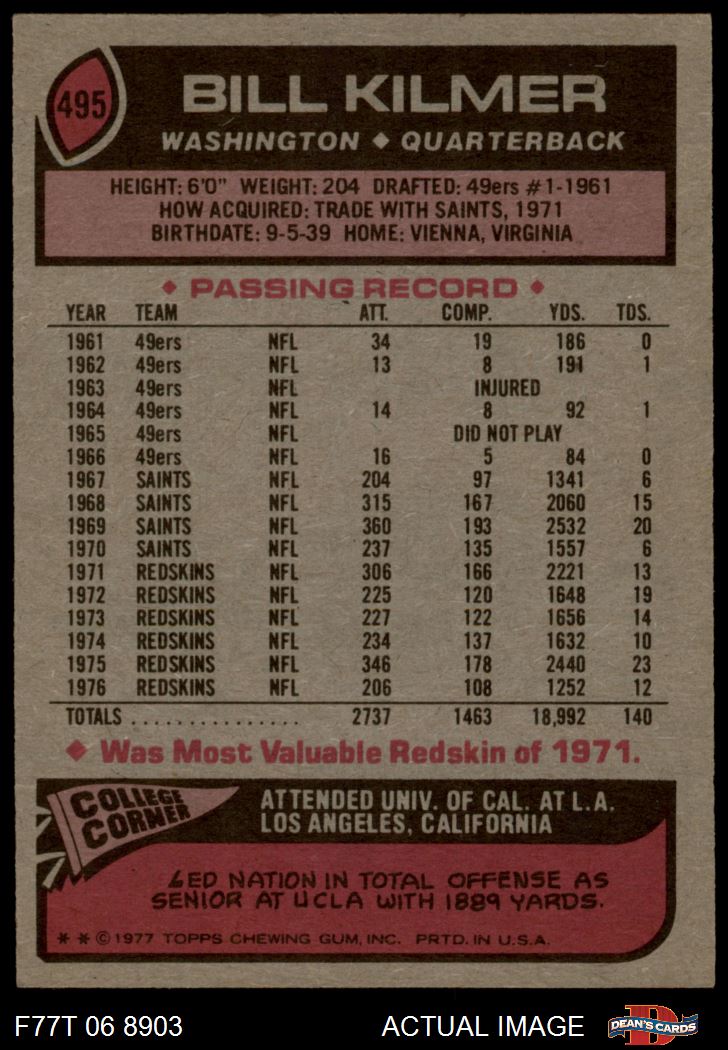 495
BILL KILMER
WASHINGTON ♦ QUARTERBACK
HEIGHT: 6'0" WEIGHT: 204 DRAFTED: 49ers #1-1961
HOW ACQUIRED: TRADE WITH SAINTS, 1971
BIRTHDATE: 9-5-39 HOME: VIENNA, VIRGINIA
♦ PASSING RECORD ♦
YEAR TEAM ATT. COMP. YDS. TDS.
1961 49ers NFL 34 19 186 0
1962 49ers NFL 13 8 191 1
1963 49ers NFL INJURED
1964 49ers NFL 14 8 92 1
1965 49ers NFL DID NOT PLAY
1966 49ers NFL 16 5 84 0
1967 SAINTS NFL 204 97 1341 6
1968 SAINTS NFL 315 167 2060 15
1969 SAINTS NFL 360 193 2532 20
1970 SAINTS NFL 237 135 1557 6
1971 REDSKINS NFL 306 166 2221 13
1972 REDSKINS NFL 225 120 1648 19
1973 REDSKINS NFL 227 122 1656 14
1974 REDSKINS NFL 234 137 1632 10
1975 REDSKINS NFL 346 178 2440 23
1976 REDSKINS NFL 206 108 1252 12
TOTALS ................ 2737 1463 18,992 140
♦ Was Most Valuable Redskin of 1971.
COLLEGE CORNER
ATTENDED UNIV. OF CAL. AT L.A.
LOS ANGELES, CALIFORNIA
LED NATION IN TOTAL OFFENSE AS
SENIOR AT UCLA WITH 1889 YARDS.
* * © 1977 TOPPS CHEWING GUM, INC. PRTD. IN U.S.A.
F77T 06 8903 ACTUAL IMAGE D DEAN'S CARDS